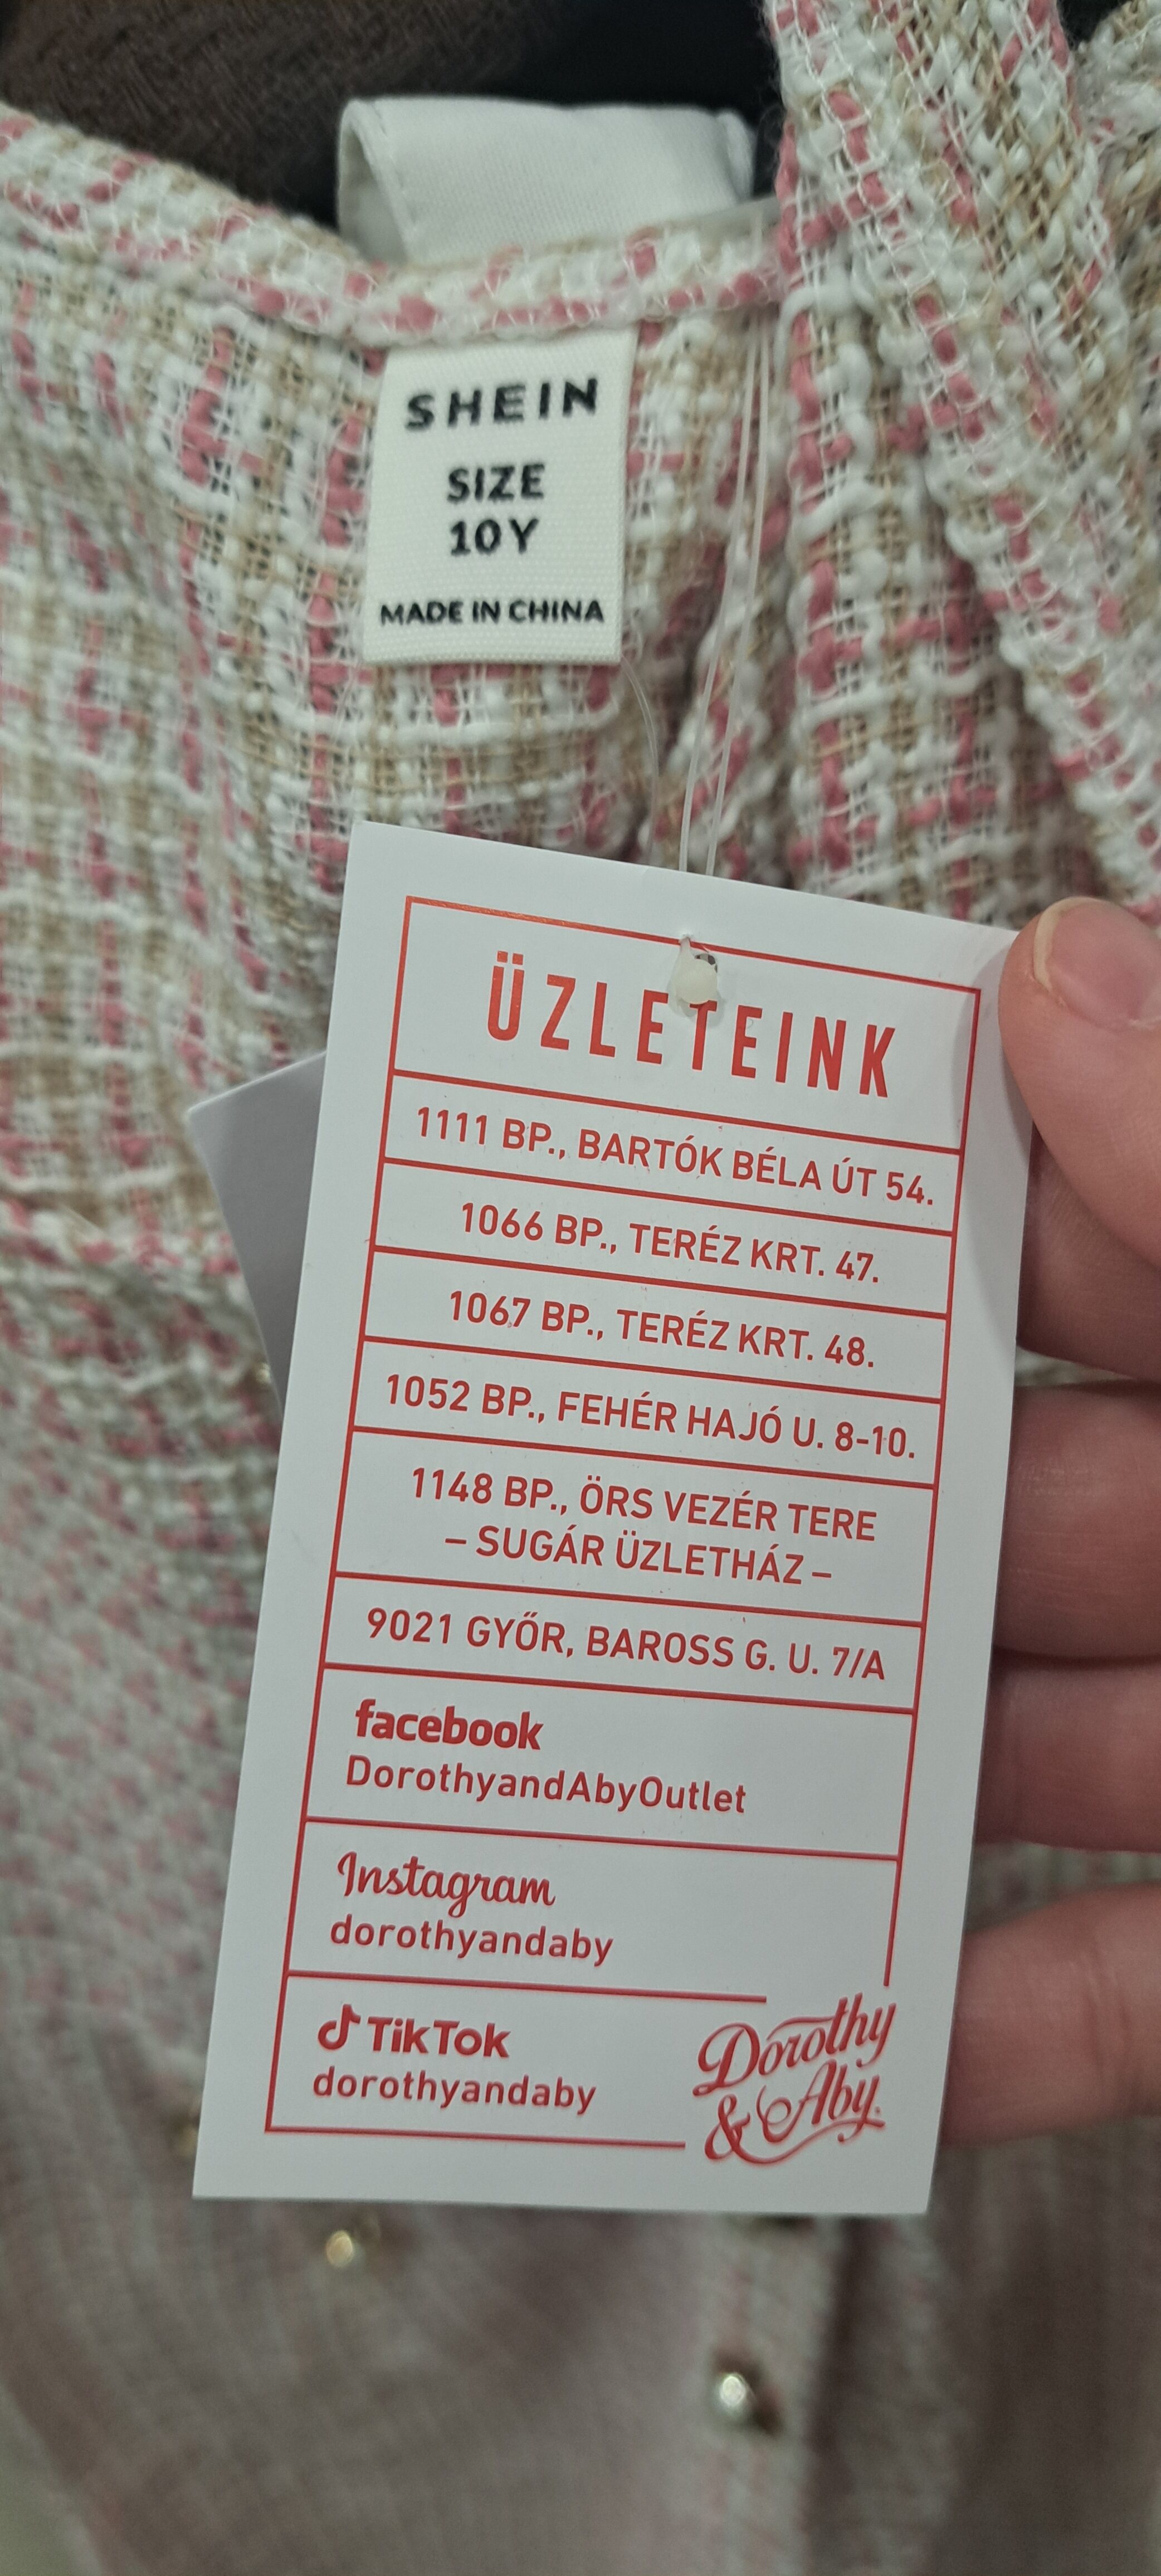 SHEIN
SIZE
10Y
MADE IN CHINA
ÜZLETEINK
1111 BP., BARTÓK BÉLA ÚT 54.
1066 BP., TERÉZ KRT. 47.
1067 BP., TERÉZ KRT. 48.
1052 BP., FEHÉR HAJÓ U. 8-10.
1148 BP., ÖRS VEZÉR TERE
– SUGÁR ÜZLETHÁZ –
9021 GYŐR, BAROSS G. U. 7/A
facebook
DorothyandAbyOutlet
Instagram
dorothyandaby
TikTok
dorothyandaby
Dorothy
& Aby.